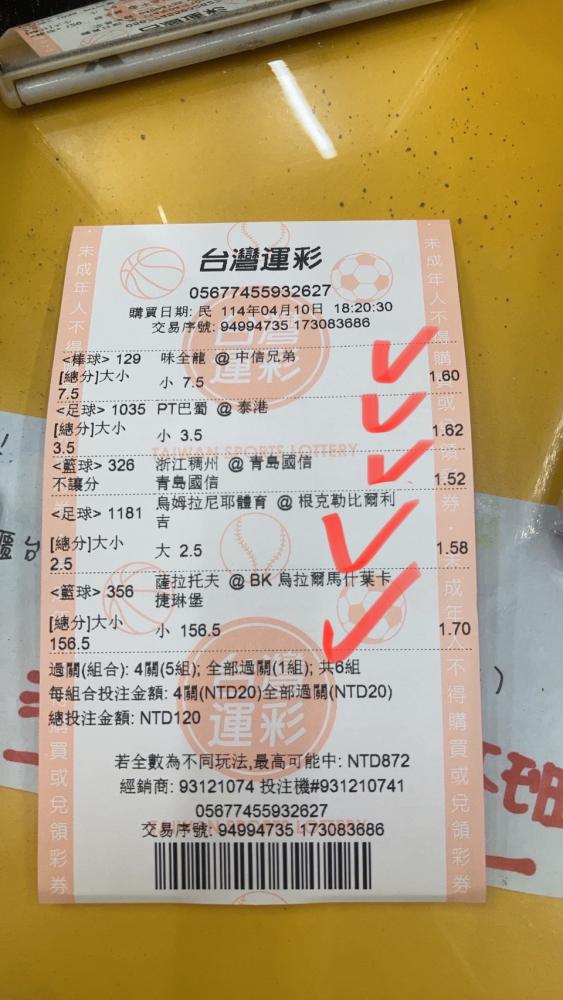 台灣運彩
05677455932627
購買日期: 民 114年04月10日 18:20:30
交易序號: 94994735 173083686
<棒球> 129 味全龍 @ 中信兄弟
[總分]大小 小 7.5 1.60
7.5
<足球> 1035 PT巴蜀 @ 泰港
[總分]大小 小 3.5 1.62
3.5
<籃球> 326 浙江稠州 @ 青島國信
不讓分 青島國信 1.52
<足球> 1181 烏姆拉尼耶體育 @ 根克勒比爾利
吉
[總分]大小 大 2.5 1.58
2.5
<籃球> 356 薩拉托夫 @ BK 烏拉爾馬什葉卡
捷琳堡
[總分]大小 小 156.5 1.70
156.5
過關(組合): 4關(5組); 全部過關(1組); 共6組
每組合投注金額: 4關(NTD20)全部過關(NTD20)
總投注金額: NTD120
若全數為不同玩法,最高可能中: NTD872
經銷商: 93121074 投注機#931210741
05677455932627
交易序號: 94994735 173083686
台灣運彩
TAIWAN SPORTS LOTTERY
台灣運彩
未成年人不得購買或兌領彩券
未成年人不得購買或兌領彩券